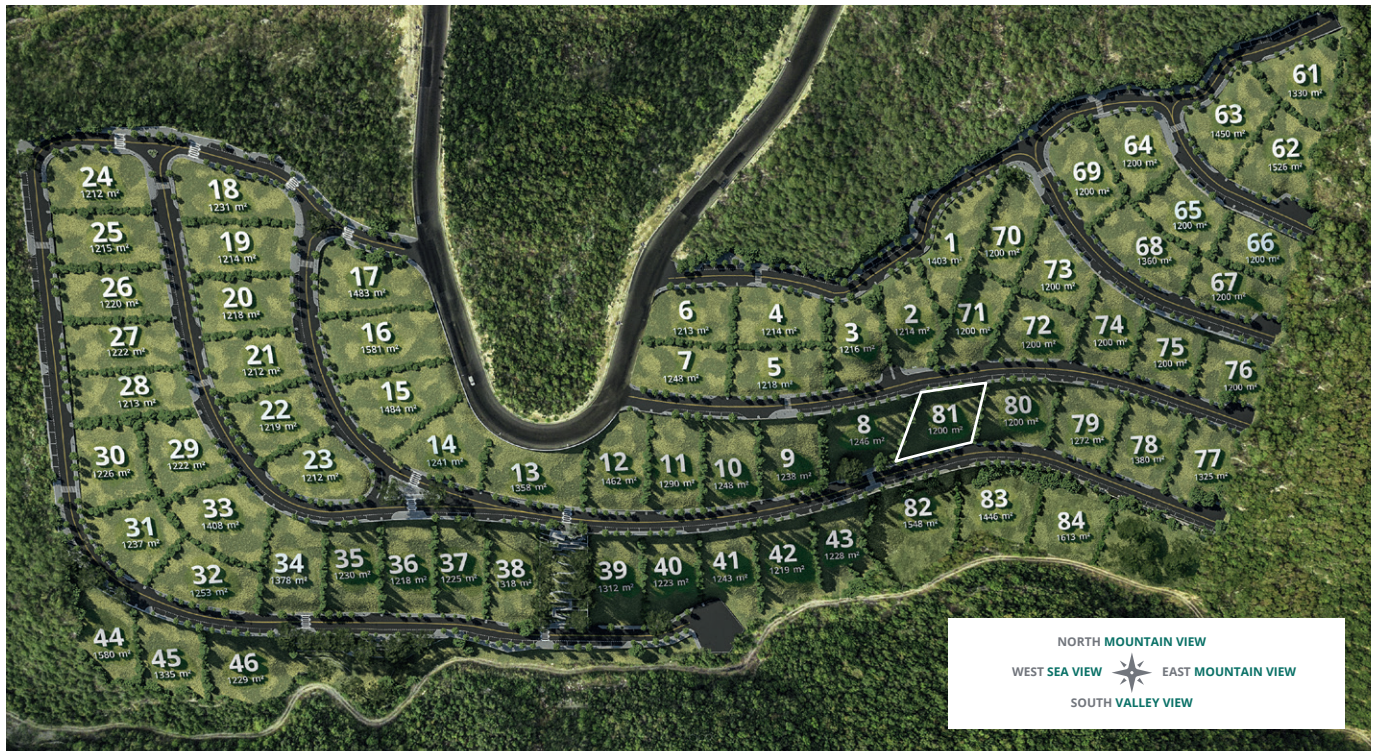 61
1330 m²
63
1450 m²
62
1526 m²
64
1200 m²
69
1200 m²
65
1200 m²
66
1200 m²
68
1360 m²
67
1200 m²
24
1212 m²
18
1231 m²
25
1215 m²
19
1214 m²
26
1220 m²
20
1218 m²
17
1483 m²
27
1222 m²
21
1212 m²
16
1581 m²
28
1213 m²
22
1219 m²
15
1484 m²
30
1226 m²
29
1222 m²
23
1212 m²
14
1241 m²
13
1358 m²
31
1237 m²
33
1408 m²
32
1253 m²
34
1378 m²
35
1230 m²
36
1218 m²
37
1225 m²
38
318 m²
44
1580 m²
45
1335 m²
46
1229 m²
6
1213 m²
4
1214 m²
3
1216 m²
2
1214 m²
1
1403 m²
70
1200 m²
73
1200 m²
71
1200 m²
72
1200 m²
74
1200 m²
75
1200 m²
76
1200 m²
7
1248 m²
5
1218 m²
12
1462 m²
11
1290 m²
10
1248 m²
9
1238 m²
8
1246 m²
81
1200 m²
80
1200 m²
79
1272 m²
78
1380 m²
77
1325 m²
39
1312 m²
40
1223 m²
41
1243 m²
42
1219 m²
43
1228 m²
82
1548 m²
83
1446 m²
84
1613 m²
NORTH MOUNTAIN VIEW
WEST SEA VIEW EAST MOUNTAIN VIEW
SOUTH VALLEY VIEW